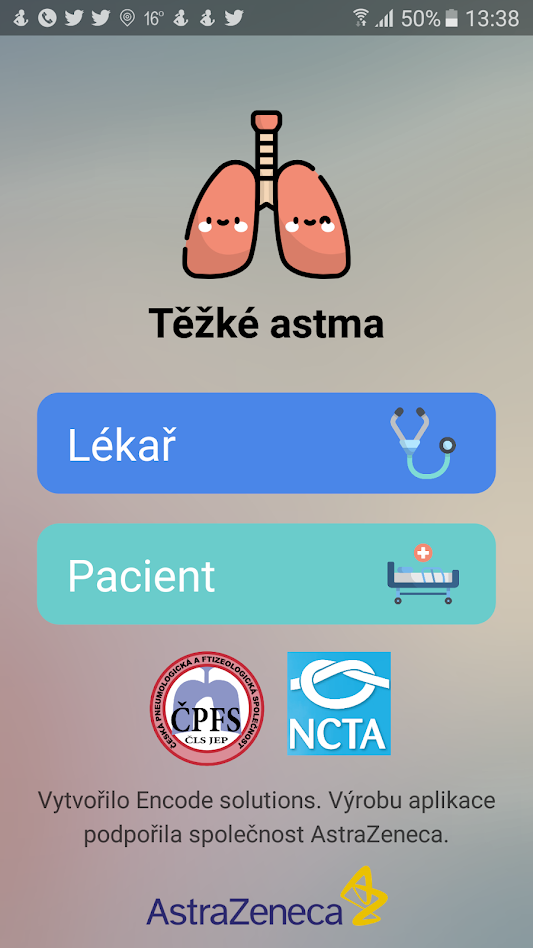 16° 50% 13:38
Těžké astma
Lékař
Pacient
ČESKÁ PNEUMOLOGICKÁ A FTIZEOLOGICKÁ SPOLEČNOST
ČPFS
ČLS JEP
NCTA
Vytvořilo Encode solutions. Výrobu aplikace
podpořila společnost AstraZeneca.
AstraZeneca